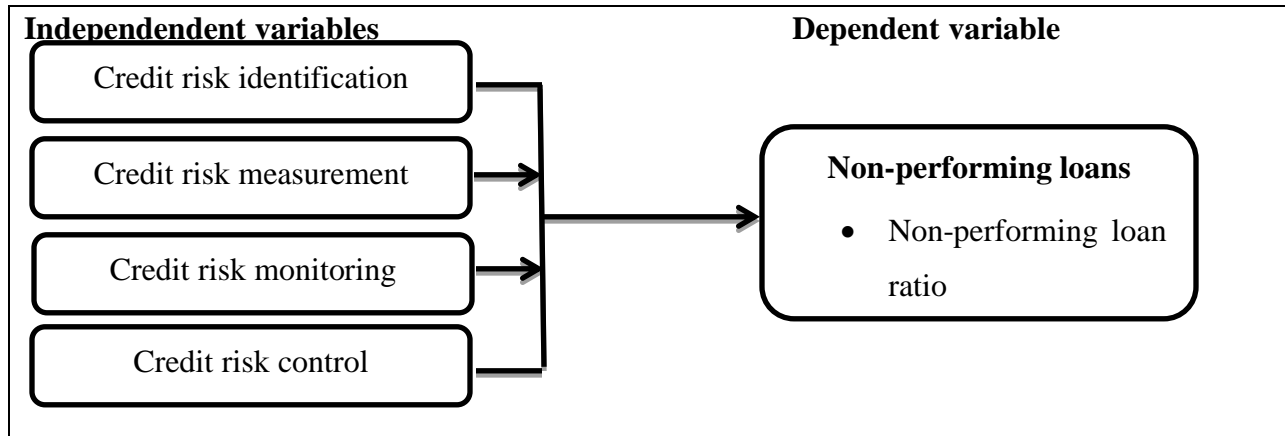 Independendent variables
Dependent variable
Credit risk identification
Credit risk measurement
Credit risk monitoring
Credit risk control
Non-performing loans
• Non-performing loan
ratio